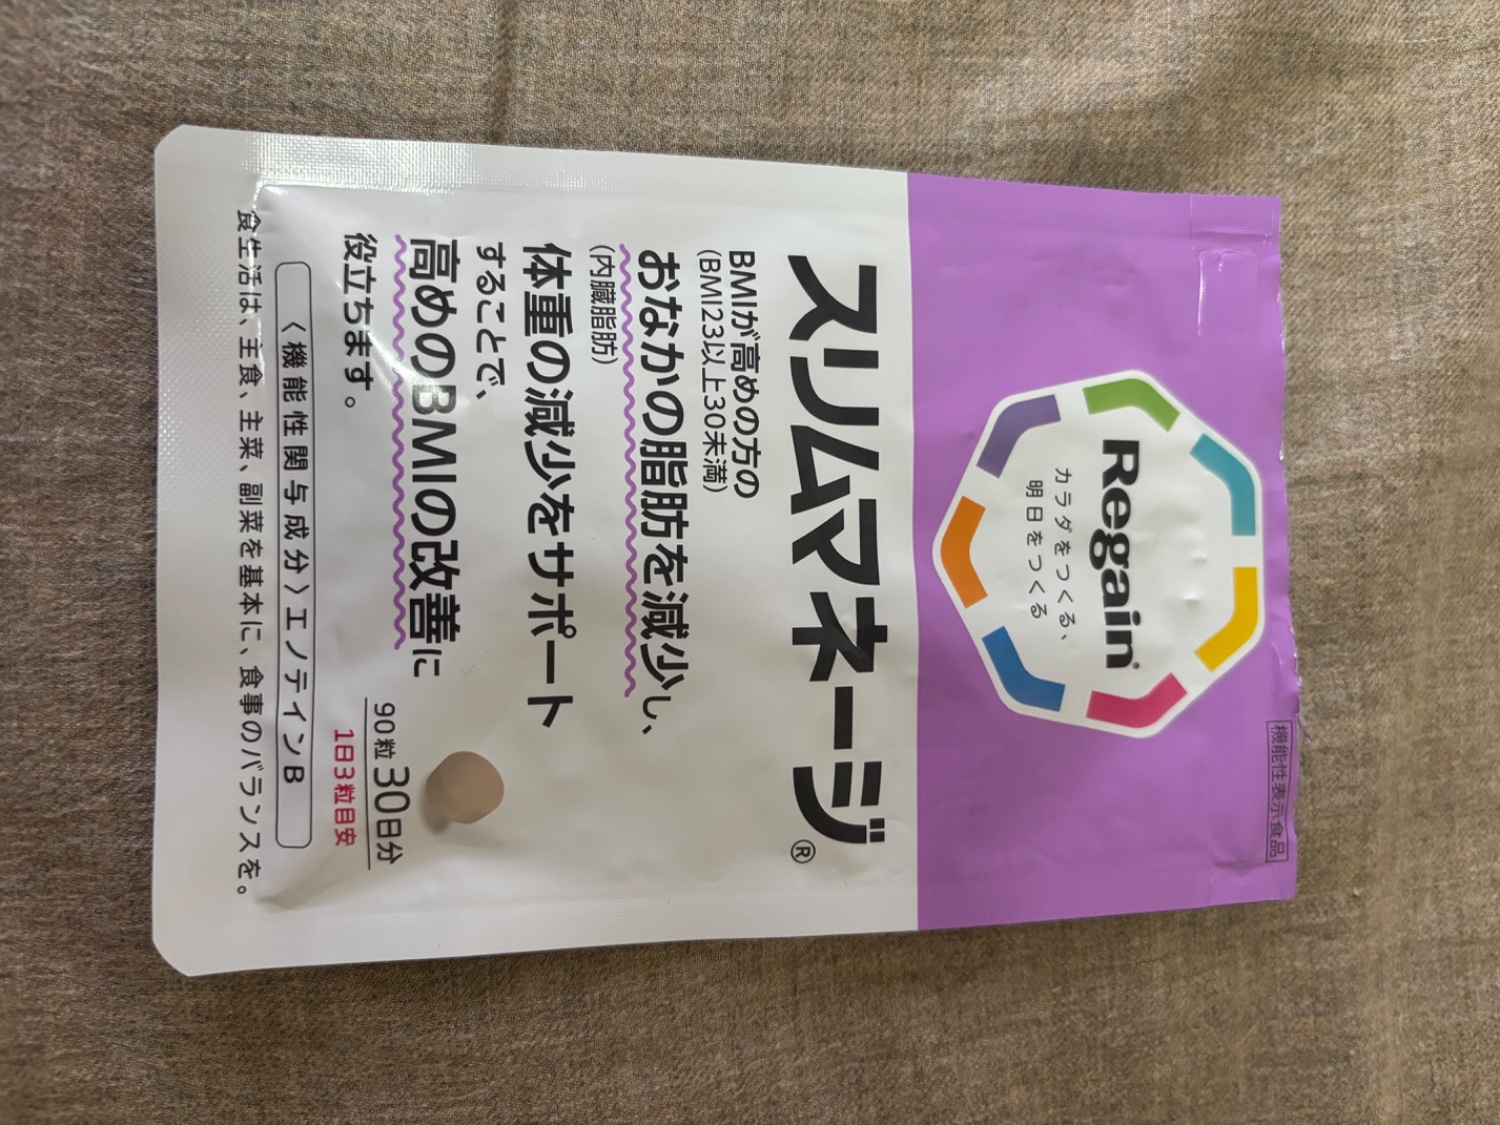 機能性表示食品
Regain®
カラダをつくる、
明日をつくる
スリムマネージ®
BMIが高めの方の
(BMI23以上30未満)
おなかの脂肪を減少し、
(内臓脂肪)
体重の減少をサポート
することで、
高めのBMIの改善に
役立ちます。
90粒30日分
1日3粒目安
〈機能性関与成分〉エノテインB
食生活は、主食、主菜、副菜を基本に、食事のバランスを。